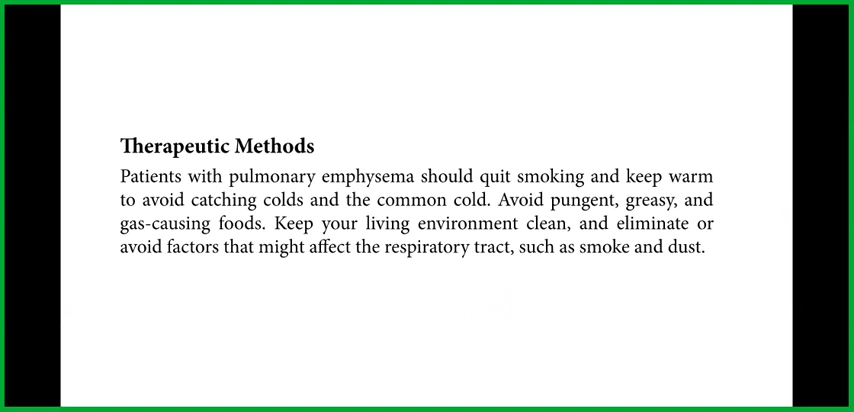 Therapeutic Methods
Patients with pulmonary emphysema should quit smoking and keep warm
to avoid catching colds and the common cold. Avoid pungent, greasy, and
gas-causing foods. Keep your living environment clean, and eliminate or
avoid factors that might affect the respiratory tract, such as smoke and dust.